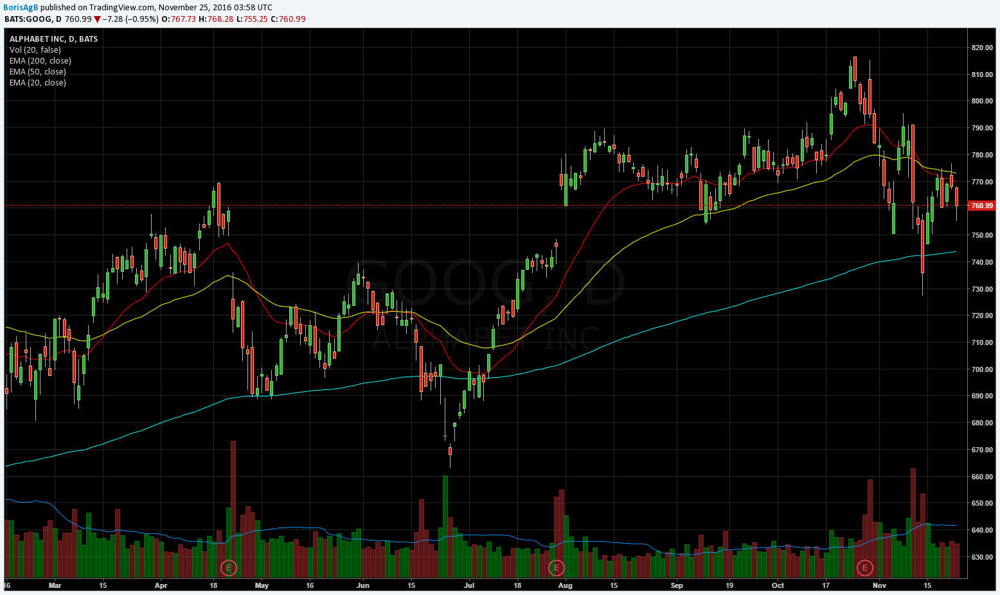 BorisAgB published on TradingView.com, November 25, 2016 03:58 UTC
BATS:GOOG, D 760.99 ▼ −7.28 (−0.95%) O:767.73 H:768.28 L:755.25 C:760.99
ALPHABET INC, D, BATS
Vol (20, false)
EMA (200, close)
EMA (50, close)
EMA (20, close)
820.00
810.00
800.00
790.00
780.00
770.00
760.99
750.00
740.00
730.00
720.00
710.00
700.00
690.00
680.00
670.00
660.00
650.00
640.00
630.00
GOOG, D
ALPHABET INC
E E E
16 Mar 15 Apr 18 May 16 Jun 15 Jul 18 Aug 15 Sep 19 Oct 17 Nov 15